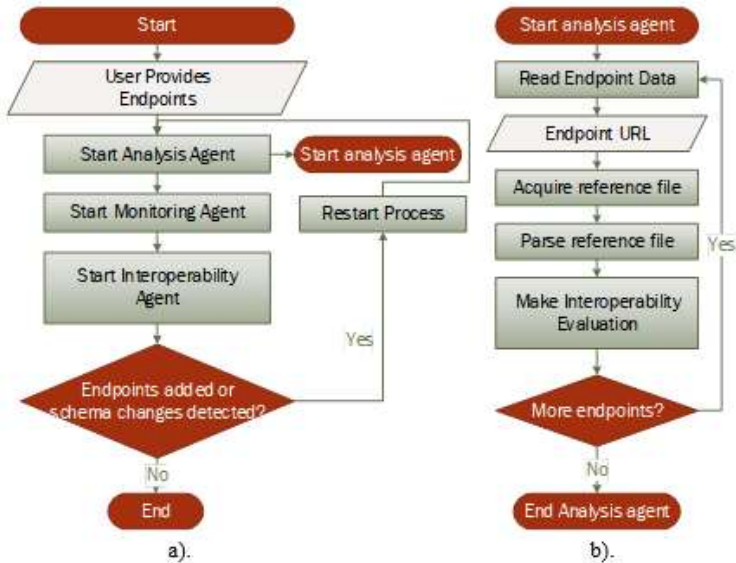 Start
User Provides
Endpoints
Start Analysis Agent
Start analysis agent
Start Monitoring Agent
Restart Process
Start Interoperability
Agent
Yes
Endpoints added or
schema changes detected?
No
End
a).
Start analysis agent
Read Endpoint Data
Endpoint URL
Acquire reference file
Parse reference file
Yes
Make Interoperability
Evaluation
More endpoints?
No
End Analysis agent
b).